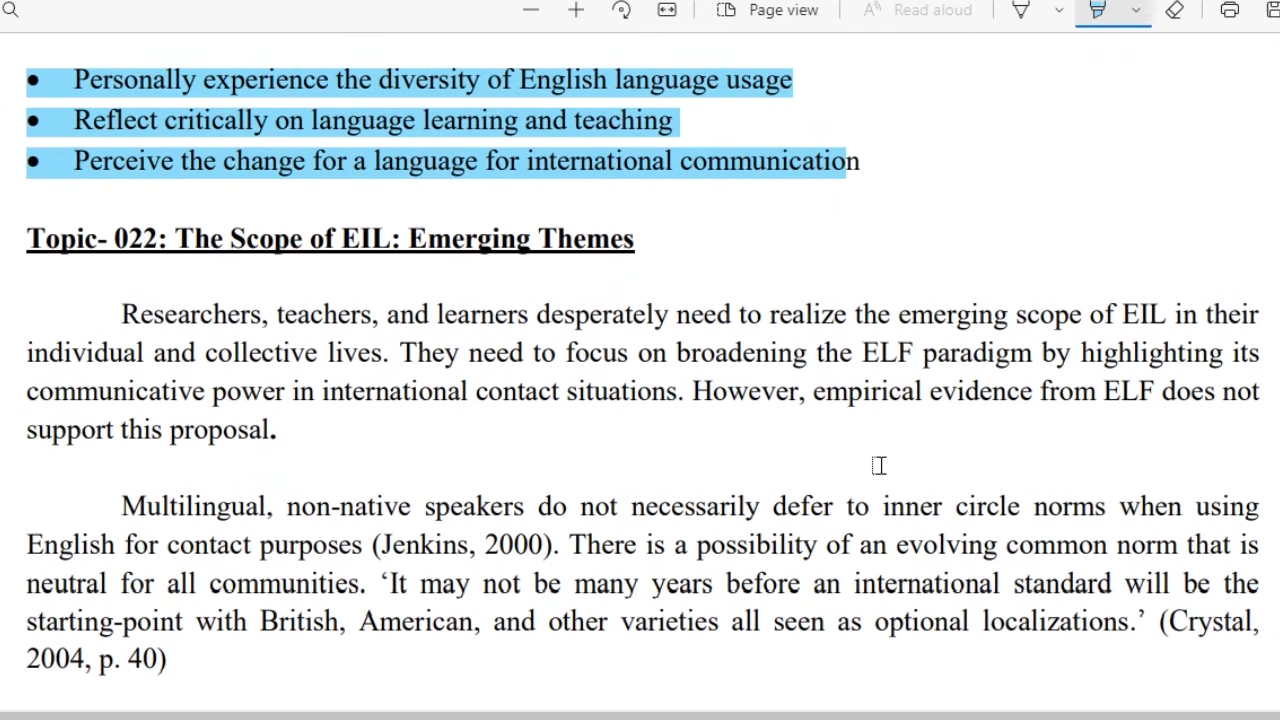 Page view
Read aloud
• Personally experience the diversity of English language usage
• Reflect critically on language learning and teaching
• Perceive the change for a language for international communication
Topic- 022: The Scope of EIL: Emerging Themes
Researchers, teachers, and learners desperately need to realize the emerging scope of EIL in their
individual and collective lives. They need to focus on broadening the ELF paradigm by highlighting its
communicative power in international contact situations. However, empirical evidence from ELF does not
support this proposal.
Multilingual, non-native speakers do not necessarily defer to inner circle norms when using
English for contact purposes (Jenkins, 2000). There is a possibility of an evolving common norm that is
neutral for all communities. ‘It may not be many years before an international standard will be the
starting-point with British, American, and other varieties all seen as optional localizations.’ (Crystal,
2004, p. 40)